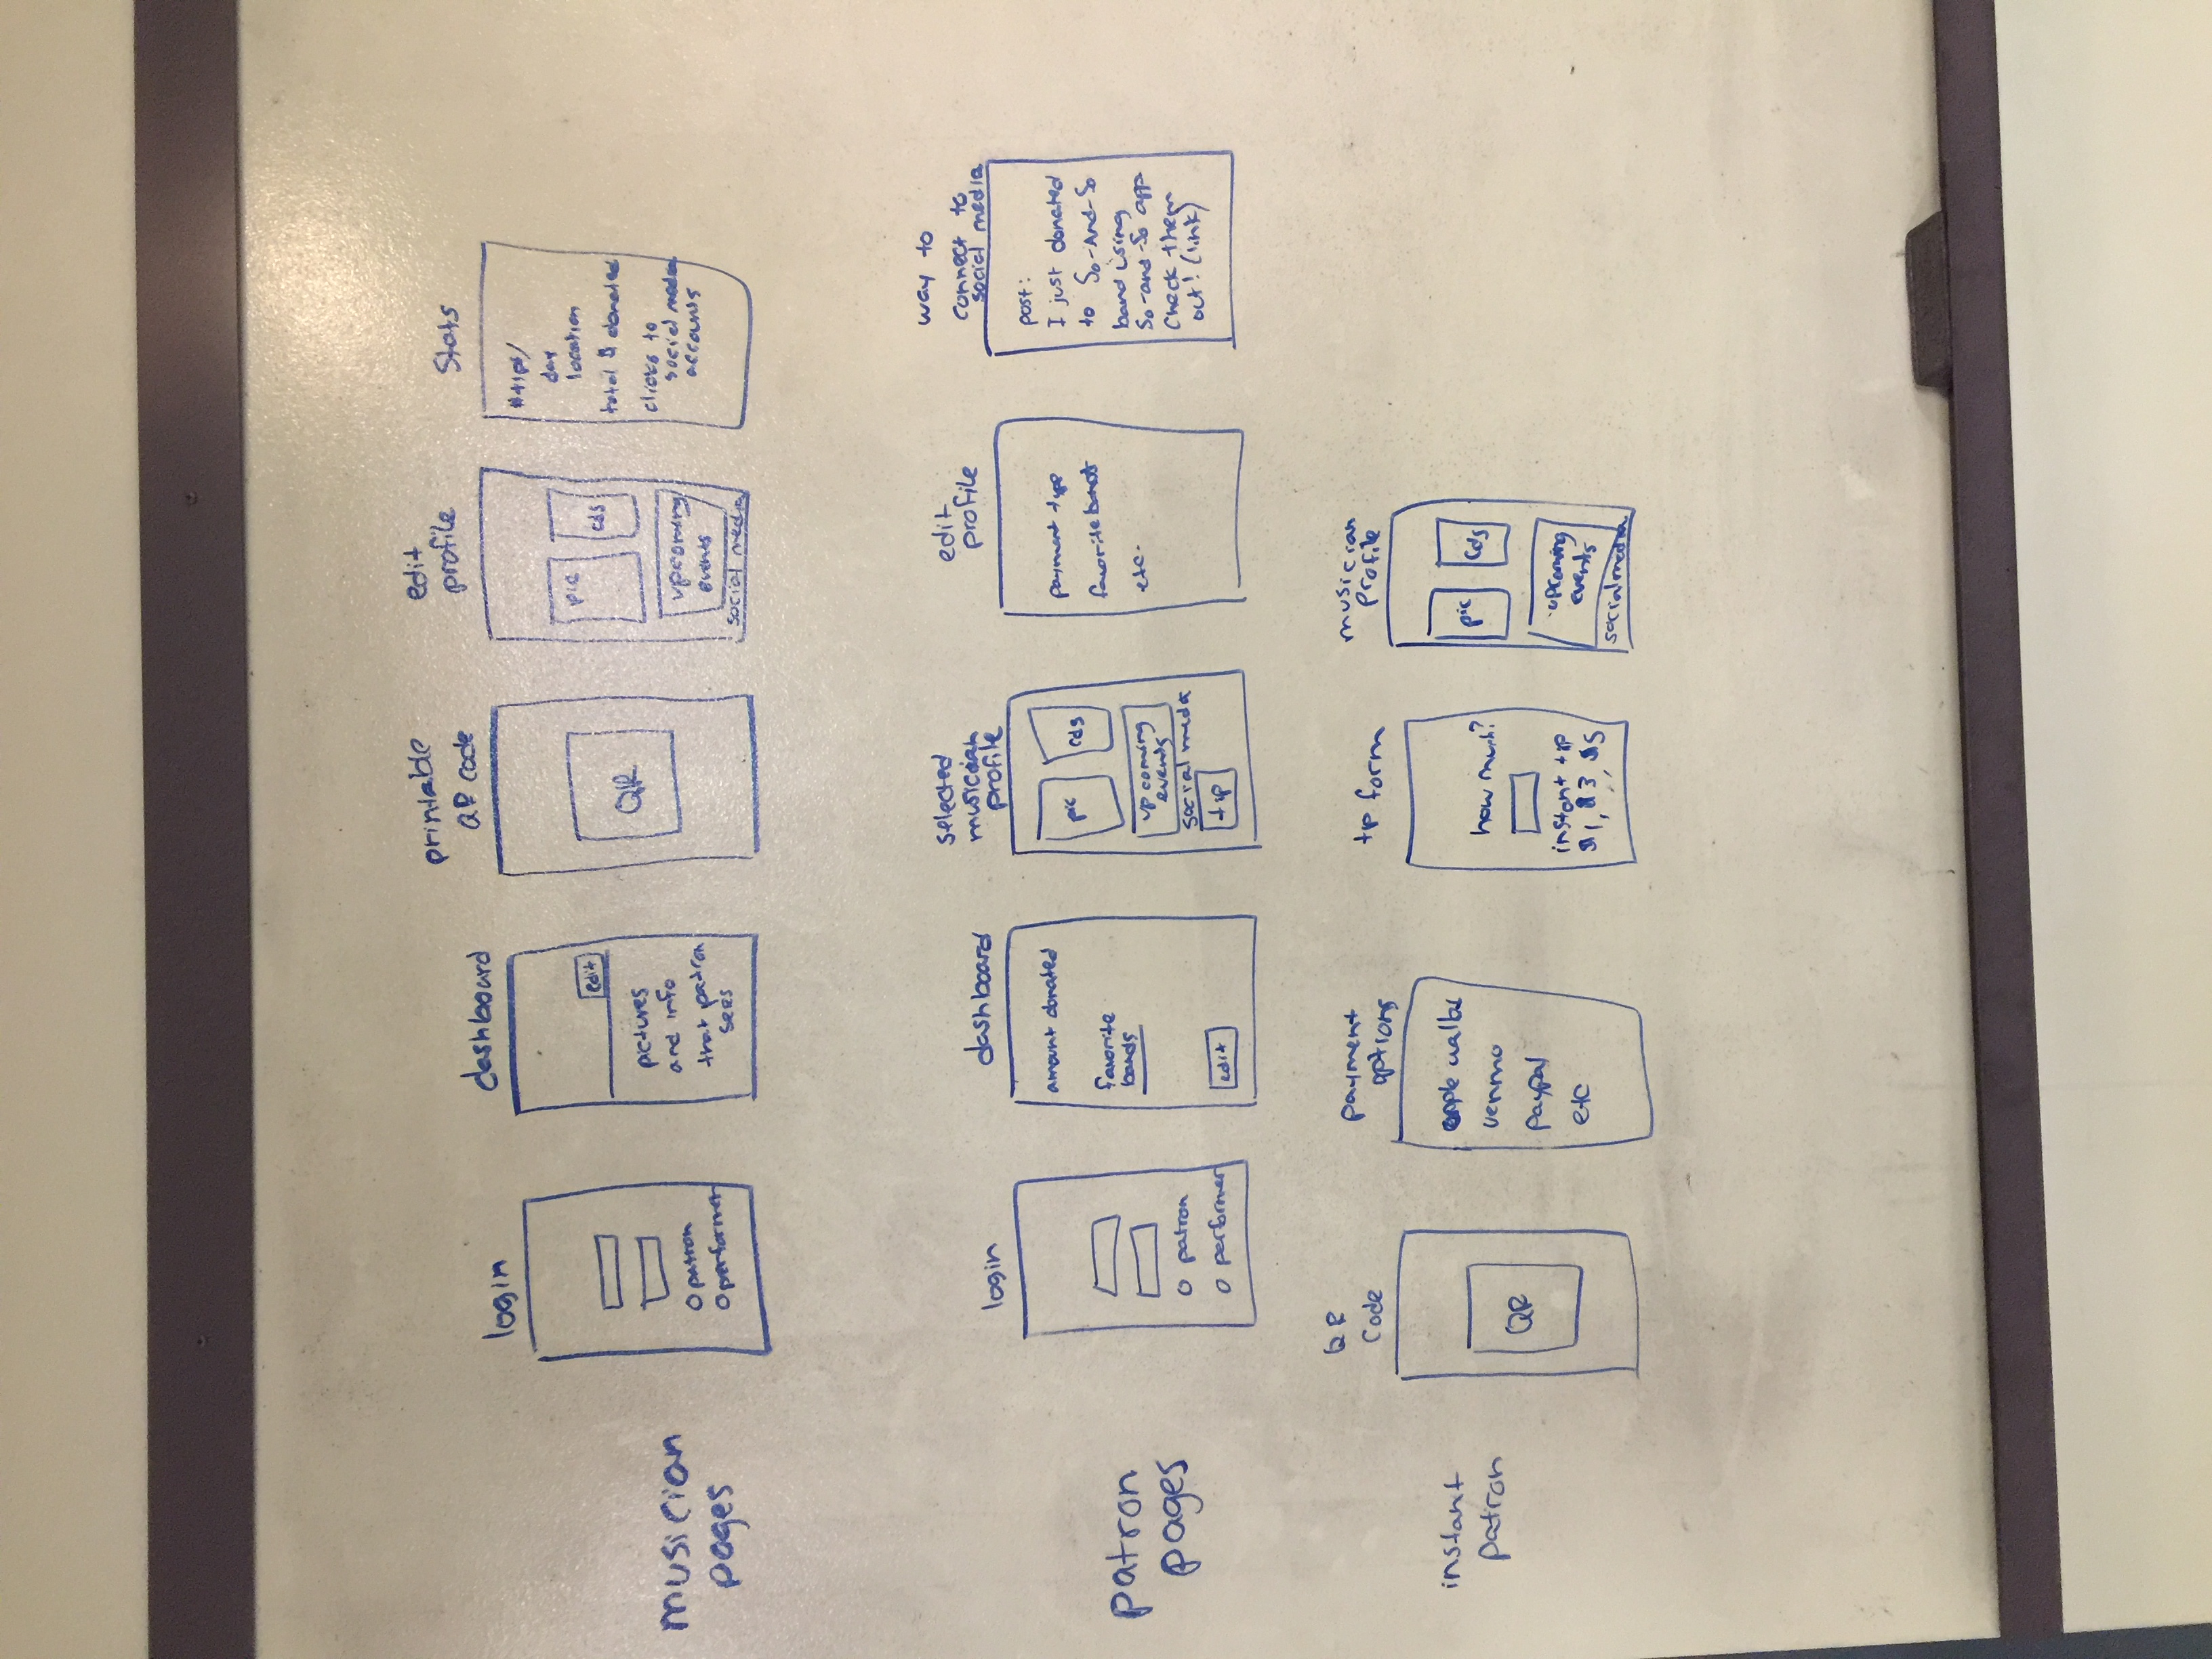 musician
pages
login
O patron
O performer
dashboard
edit
pictures
and info
that patron
sees
printable
QR code
QR
edit
profile
pic
cds
upcoming
events
social media
Stats
day
location
total $ donated
clicks to
social media
accounts
patron
pages
login
O patron
O performer
dashboard
amount donated
favorite
bands
edit
selected
musician
profile
pic
cds
upcoming
events
social media
tip
edit
profile
payment type
favorite bands
etc.
way to
connect to
social media
post:
I just donated
to So-And-So
band using
So-and-So app
Check them
out! (link)
instant
patron
QR
Code
QR
payment
options
apple wallet
venmo
paypal
etc
tip form
how much?
instant tip
$1, $3, $5
musician
profile
pic
cds
upcoming
events
social media